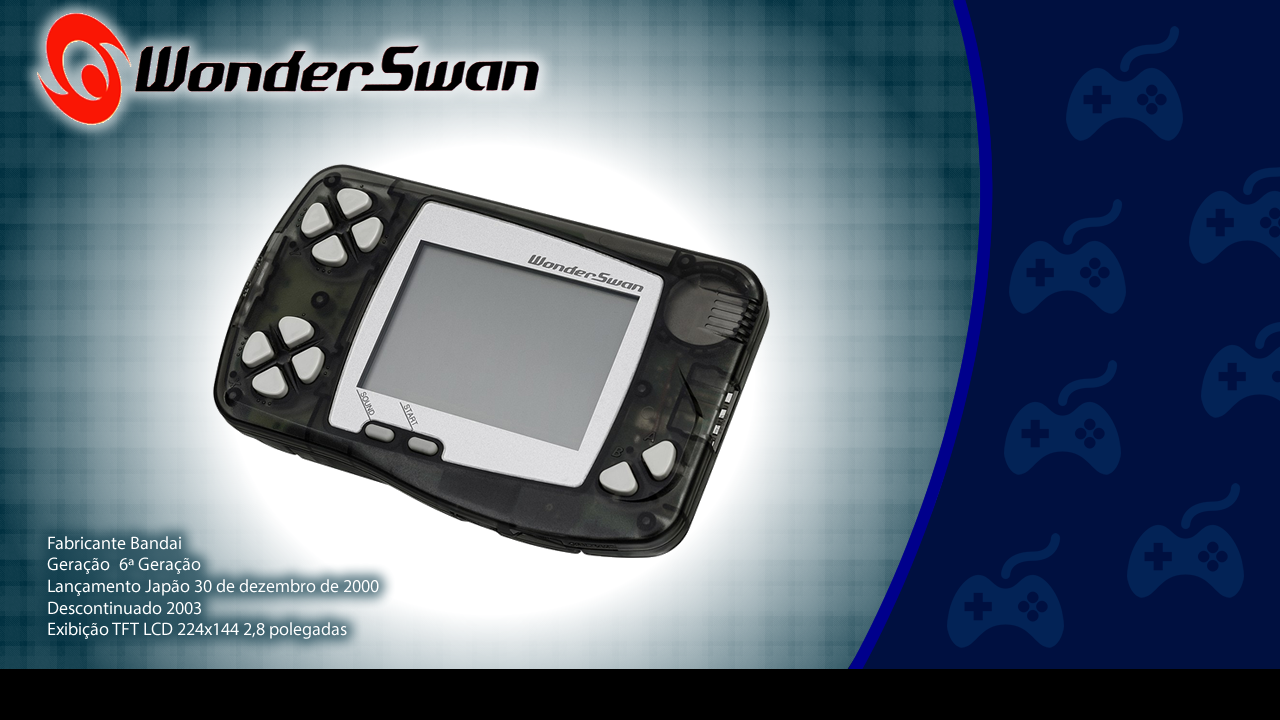 WonderSwan
WonderSwan
SOUND
START
B
A
Fabricante Bandai
Geração 6ª Geração
Lançamento Japão 30 de dezembro de 2000
Descontinuado 2003
Exibição TFT LCD 224x144 2,8 polegadas